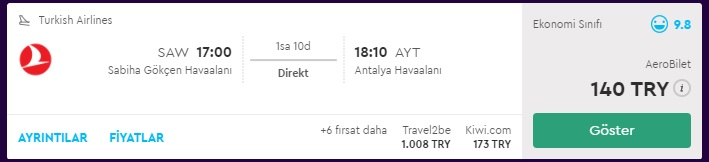 Turkish Airlines
SAW 17:00
Sabiha Gökçen Havaalanı
1sa 10d
Direkt
18:10 AYT
Antalya Havaalanı
AYRINTILAR FİYATLAR
+6 fırsat daha
Travel2be
1.008 TRY
Kiwi.com
173 TRY
Ekonomi Sınıfı
9.8
AeroBilet
140 TRY i
Göster